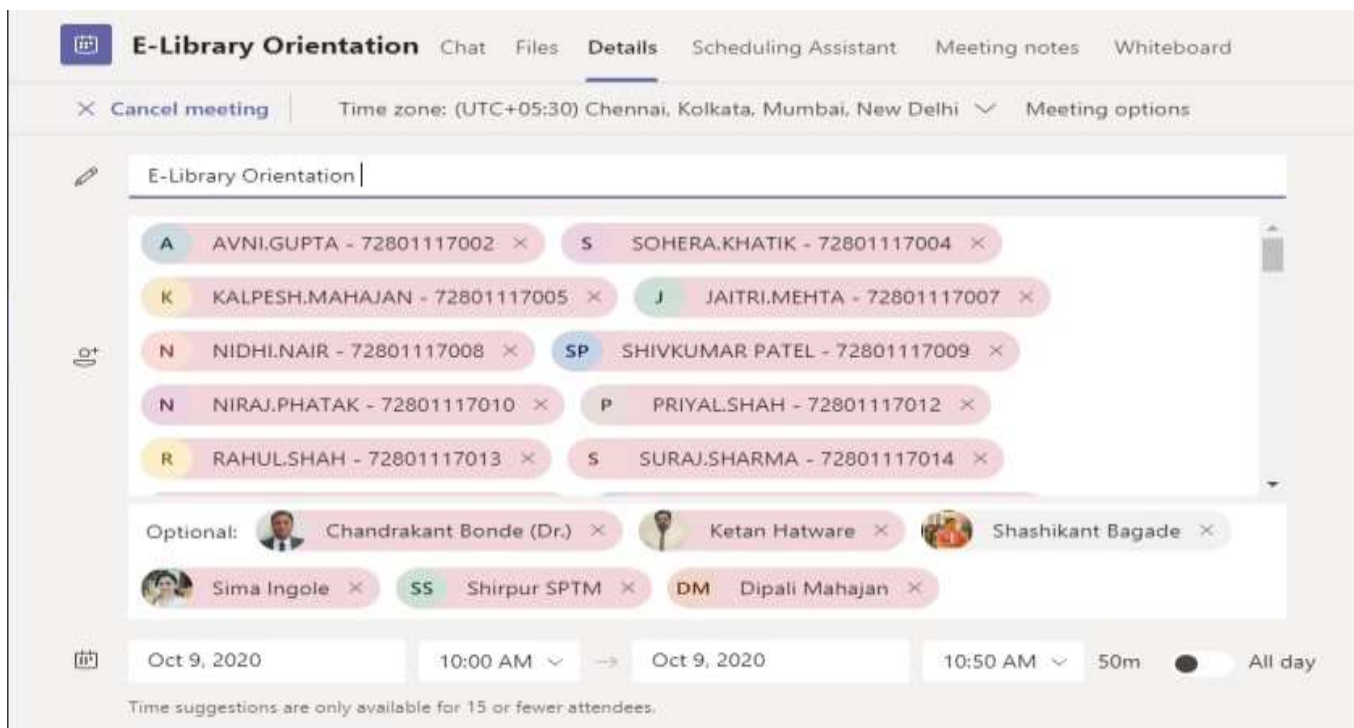 E-Library Orientation Chat Files Details Scheduling Assistant Meeting notes Whiteboard
× Cancel meeting Time zone: (UTC+05:30) Chennai, Kolkata, Mumbai, New Delhi Meeting options
E-Library Orientation
A AVNI.GUPTA - 72801117002 × S SOHERA.KHATIK - 72801117004 ×
K KALPESH.MAHAJAN - 72801117005 × J JAITRI.MEHTA - 72801117007 ×
N NIDHI.NAIR - 72801117008 × SP SHIVKUMAR PATEL - 72801117009 ×
N NIRAJ.PHATAK - 72801117010 × P PRIYAL.SHAH - 72801117012 ×
R RAHUL.SHAH - 72801117013 × S SURAJ.SHARMA - 72801117014 ×
Optional: Chandrakant Bonde (Dr.) × Ketan Hatware × Shashikant Bagade ×
Sima Ingole × SS Shirpur SPTM × DM Dipali Mahajan ×
Oct 9, 2020 10:00 AM → Oct 9, 2020 10:50 AM 50m All day
Time suggestions are only available for 15 or fewer attendees.